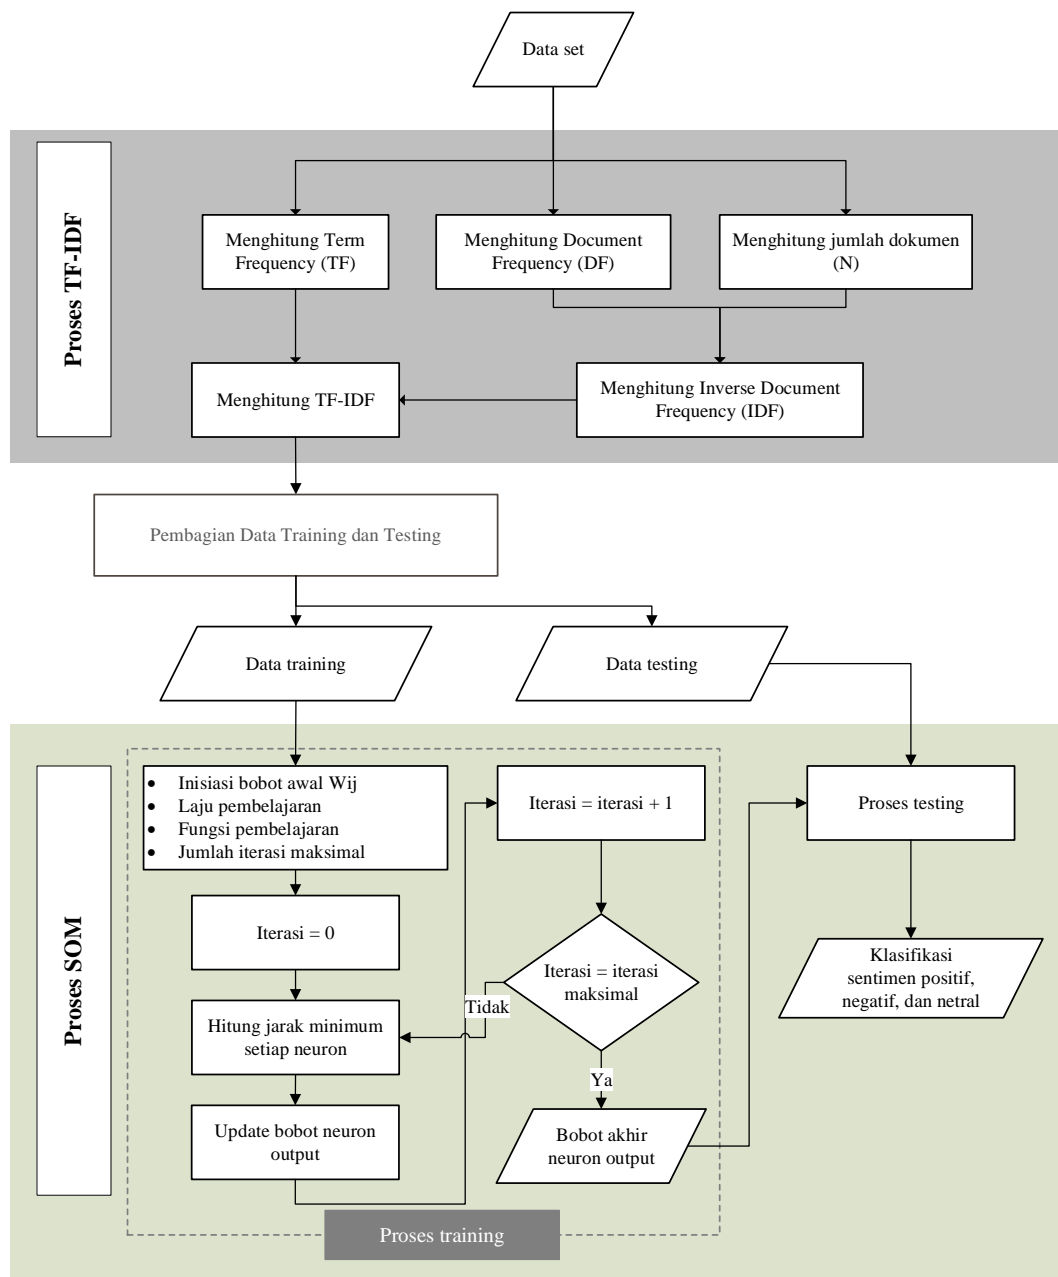 Data set
Proses TF-IDF
Menghitung Term
Frequency (TF)
Menghitung Document
Frequency (DF)
Menghitung jumlah dokumen
(N)
Menghitung TF-IDF
Menghitung Inverse Document
Frequency (IDF)
Pembagian Data Training dan Testing
Data training
Data testing
Proses SOM
• Inisiasi bobot awal Wij
• Laju pembelajaran
• Fungsi pembelajaran
• Jumlah iterasi maksimal
Iterasi = 0
Hitung jarak minimum
setiap neuron
Update bobot neuron
output
Iterasi = iterasi + 1
Iterasi = iterasi
maksimal
Tidak
Ya
Bobot akhir
neuron output
Proses testing
Klasifikasi
sentimen positif,
negatif, dan netral
Proses training